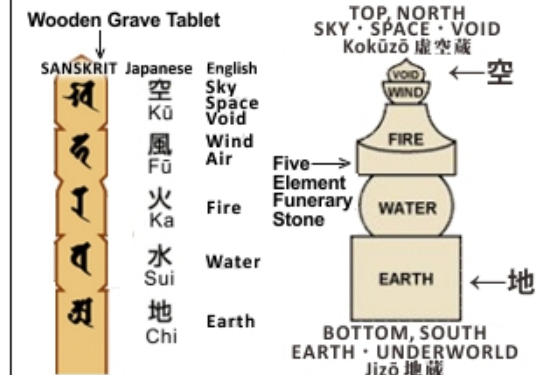 Wooden Grave Tablet
SANSKRIT Japanese English
空
Kū
Sky
Space
Void
風
Fū
Wind
Air
火
Ka
Fire
水
Sui
Water
地
Chi
Earth
TOP, NORTH
SKY・SPACE・VOID
Kokūzō 虚空蔵
VOID
空
WIND
FIRE
Five
Element
Funerary
Stone
WATER
EARTH
地
BOTTOM, SOUTH
EARTH・UNDERWORLD
Jizō 地蔵